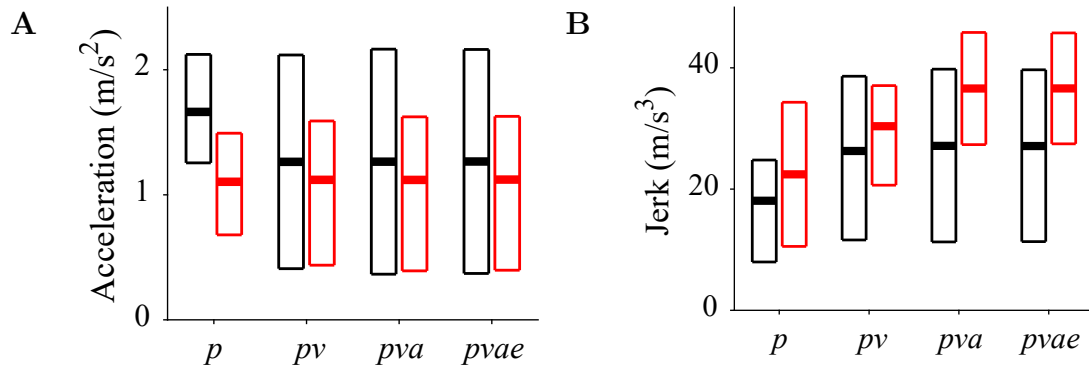 A
Acceleration (m/s²)
2
1
0
p pv pva pvae
B
Jerk (m/s³)
40
20
0
p pv pva pvae